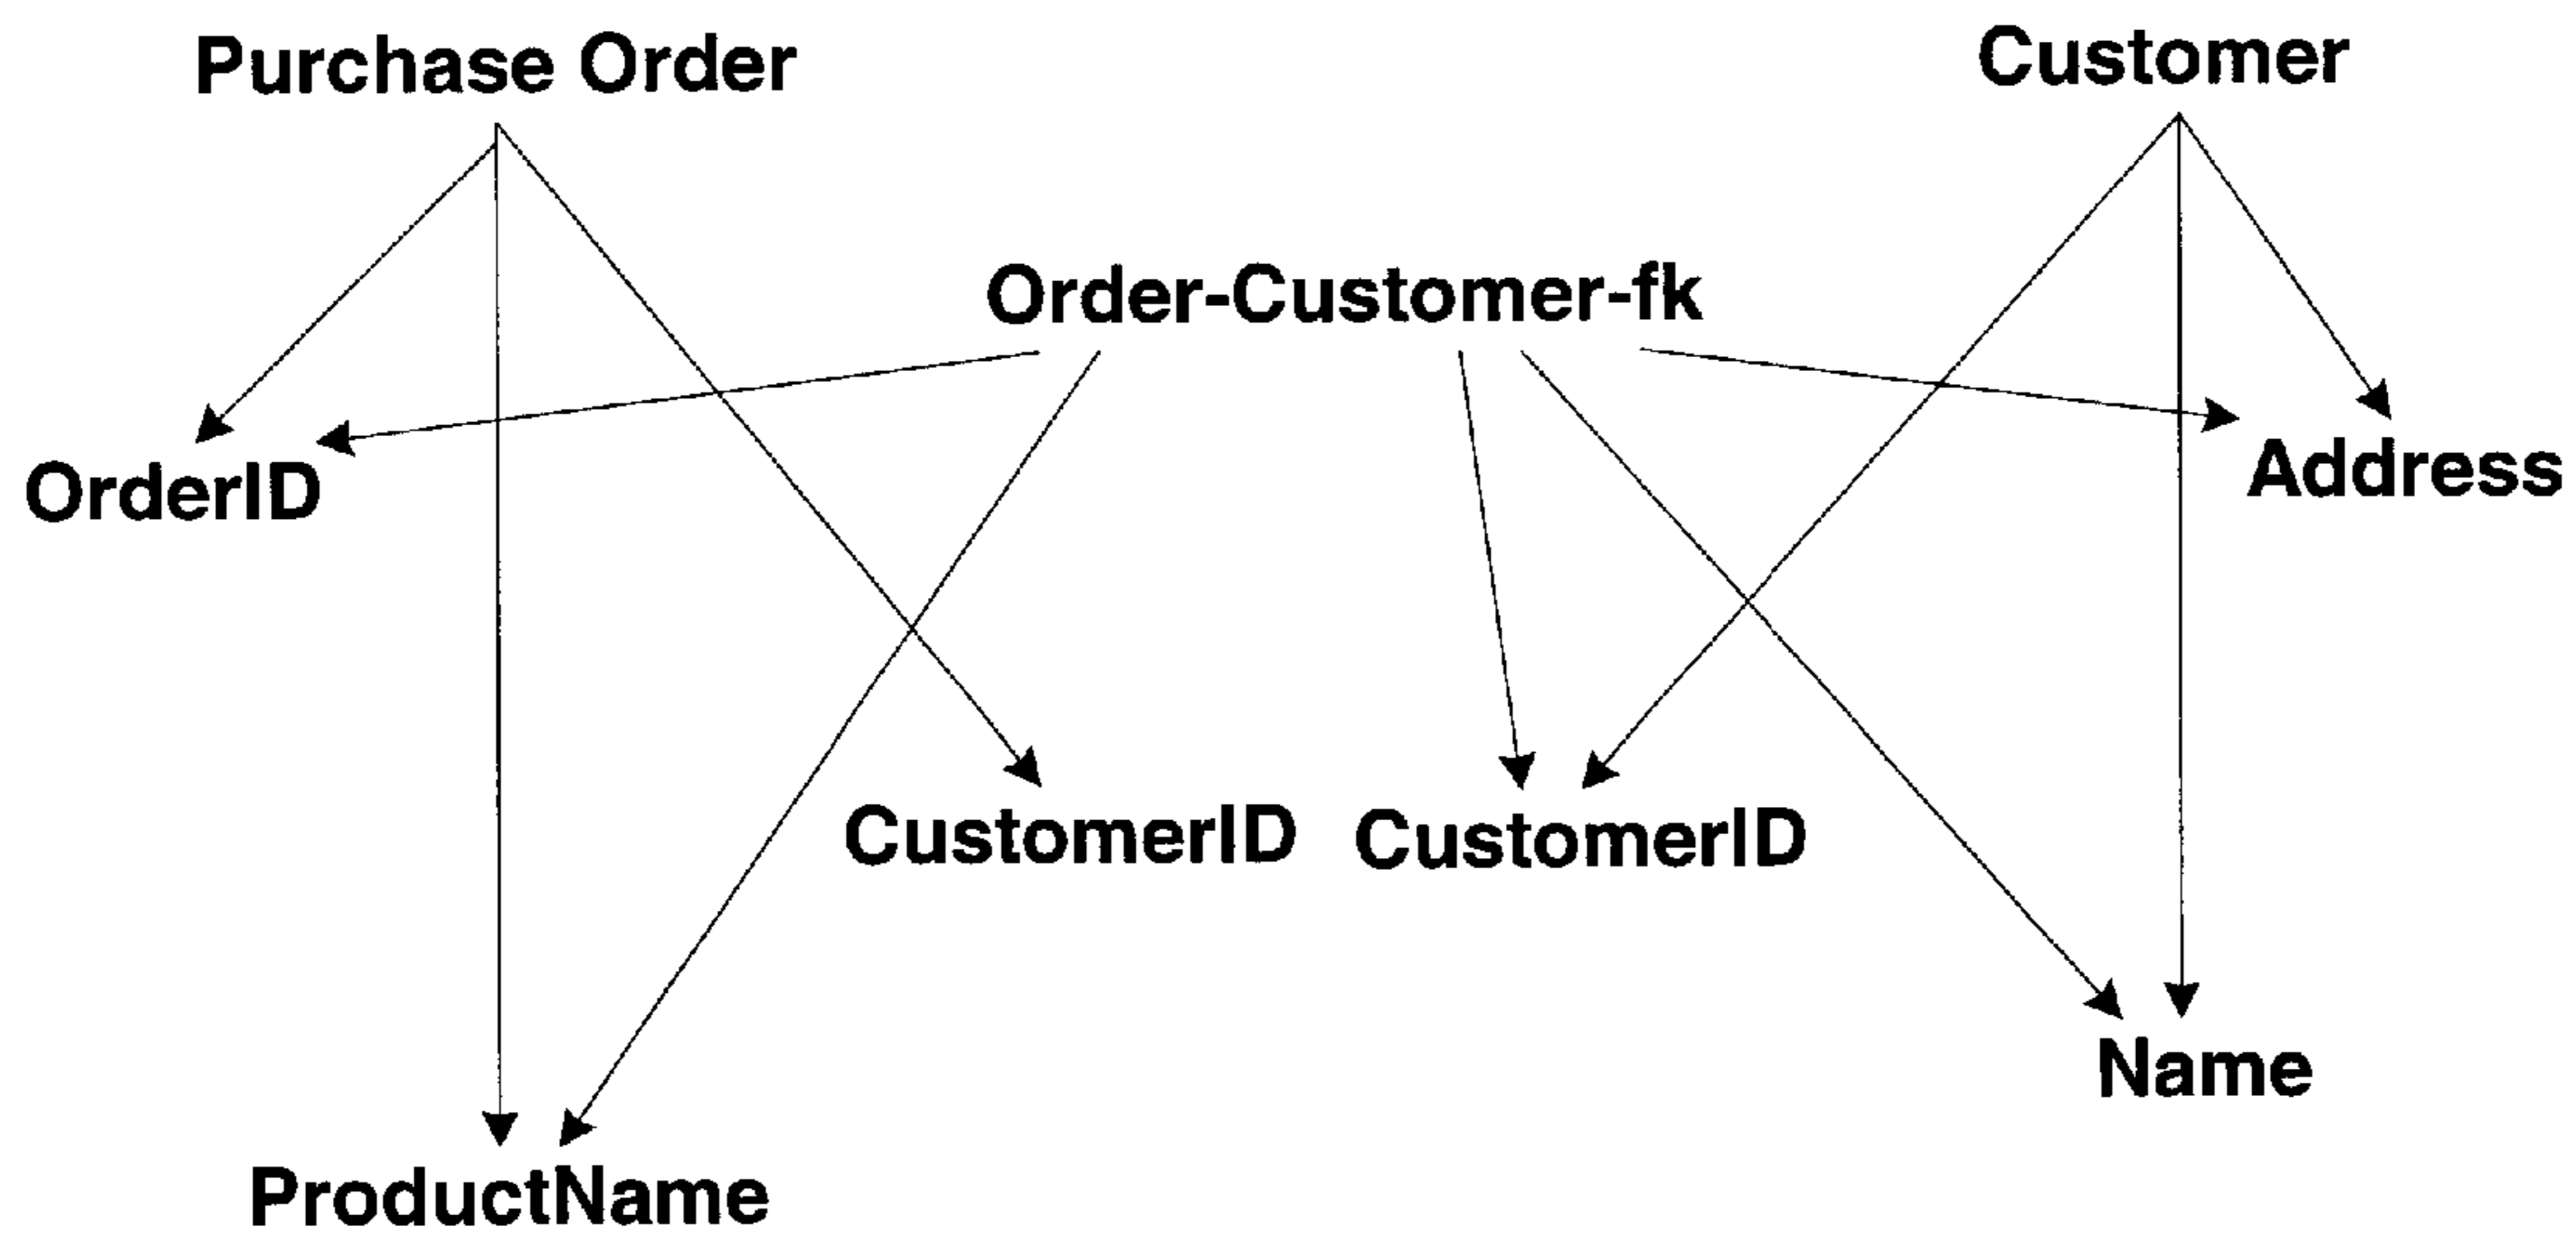 Purchase Order
Customer
Order-Customer-fk
OrderID
Address
CustomerID
CustomerID
Name
ProductName